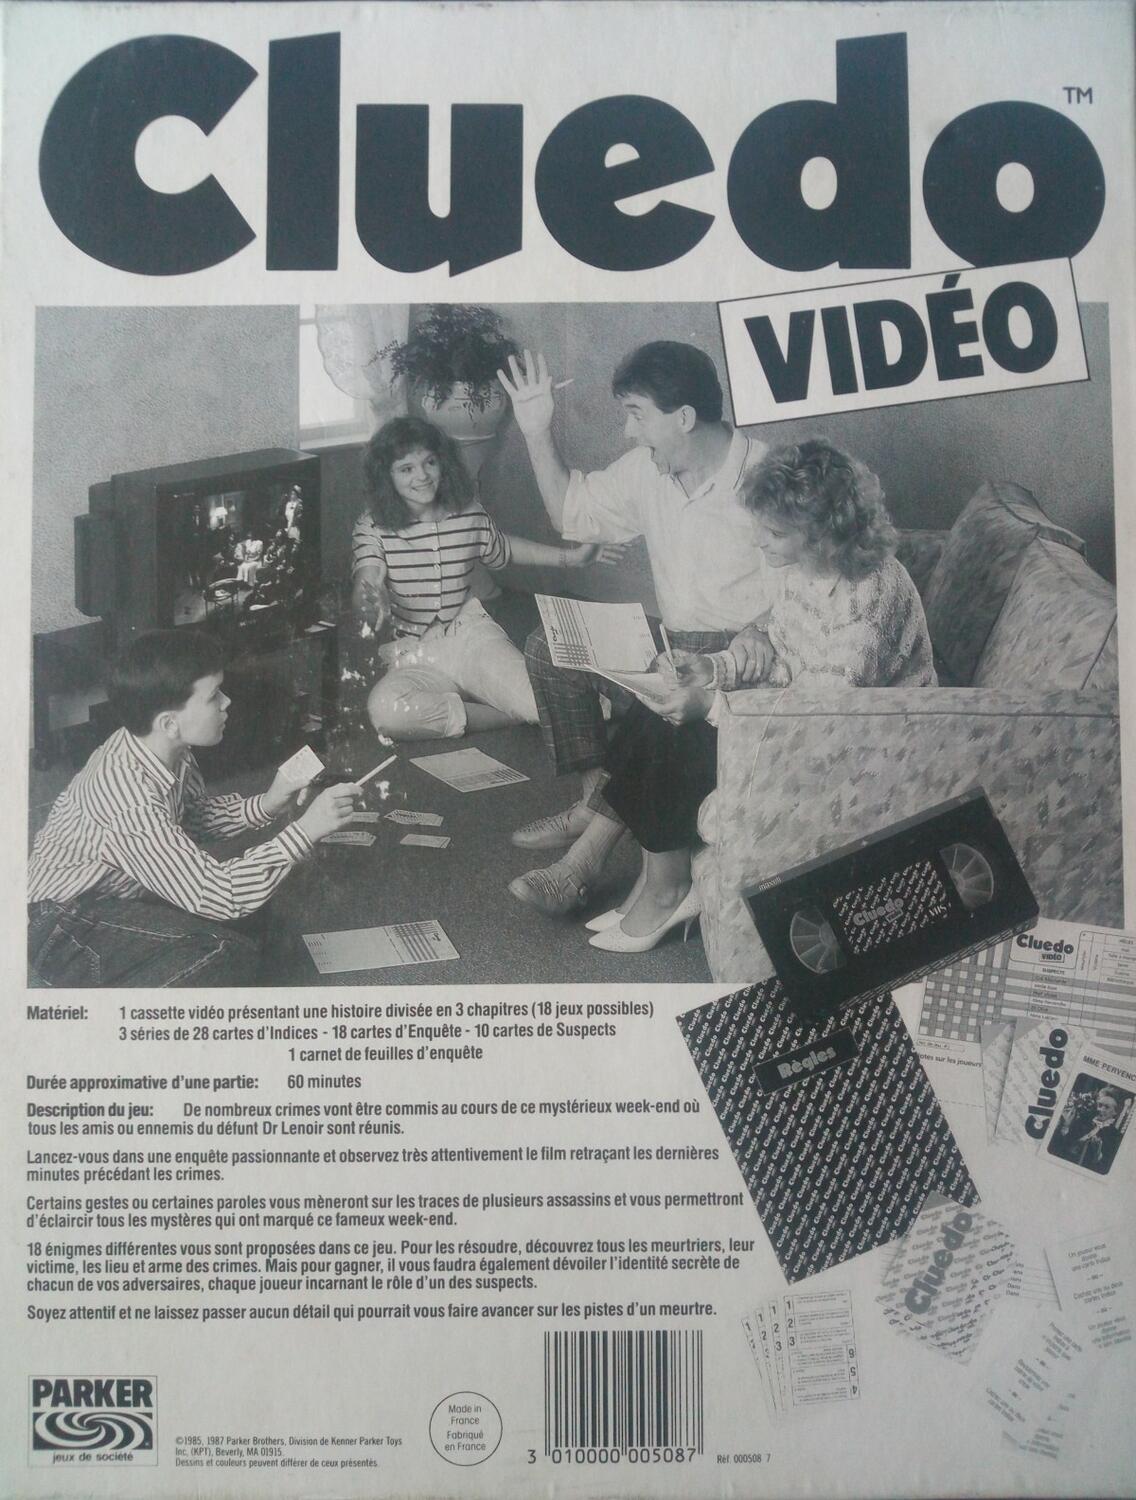 Cluedo™
VIDÉO
maxell
Cluedo
VHS
Cluedo
VIDÉO
SUSPECTS
Règles
Notes sur les joueurs
Cluedo
MME PERVENCHE
Cluedo
Matériel: 1 cassette vidéo présentant une histoire divisée en 3 chapitres (18 jeux possibles)
3 séries de 28 cartes d'Indices - 18 cartes d'Enquête - 10 cartes de Suspects
1 carnet de feuilles d'enquête
Durée approximative d'une partie: 60 minutes
Description du jeu: De nombreux crimes vont être commis au cours de ce mystérieux week-end où
tous les amis ou ennemis du défunt Dr Lenoir sont réunis.
Lancez-vous dans une enquête passionnante et observez très attentivement le film retraçant les dernières
minutes précédant les crimes.
Certains gestes ou certaines paroles vous mèneront sur les traces de plusieurs assassins et vous permettront
d'éclaircir tous les mystères qui ont marqué ce fameux week-end.
18 énigmes différentes vous sont proposées dans ce jeu. Pour les résoudre, découvrez tous les meurtriers, leur
victime, les lieu et arme des crimes. Mais pour gagner, il vous faudra également dévoiler l'identité secrète de
chacun de vos adversaires, chaque joueur incarnant le rôle d'un des suspects.
Soyez attentif et ne laissez passer aucun détail qui pourrait vous faire avancer sur les pistes d'un meurtre.
PARKER
jeux de société
©1985, 1987 Parker Brothers, Division de Kenner Parker Toys
Inc. (KPT), Beverly, MA 01915.
Dessins et couleurs peuvent différer de ceux présentés.
Made in
France
Fabriqué
en France
3 010000 005087
Réf. 000508 7